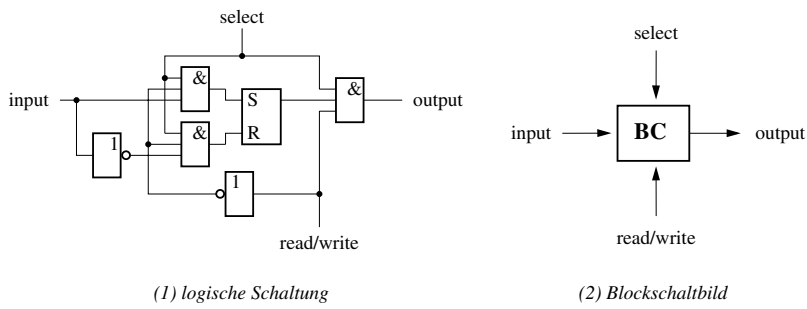 select
input
&
&
1
S
R
1
&
output
read/write
(1) logische Schaltung
select
input
BC
output
read/write
(2) Blockschaltbild